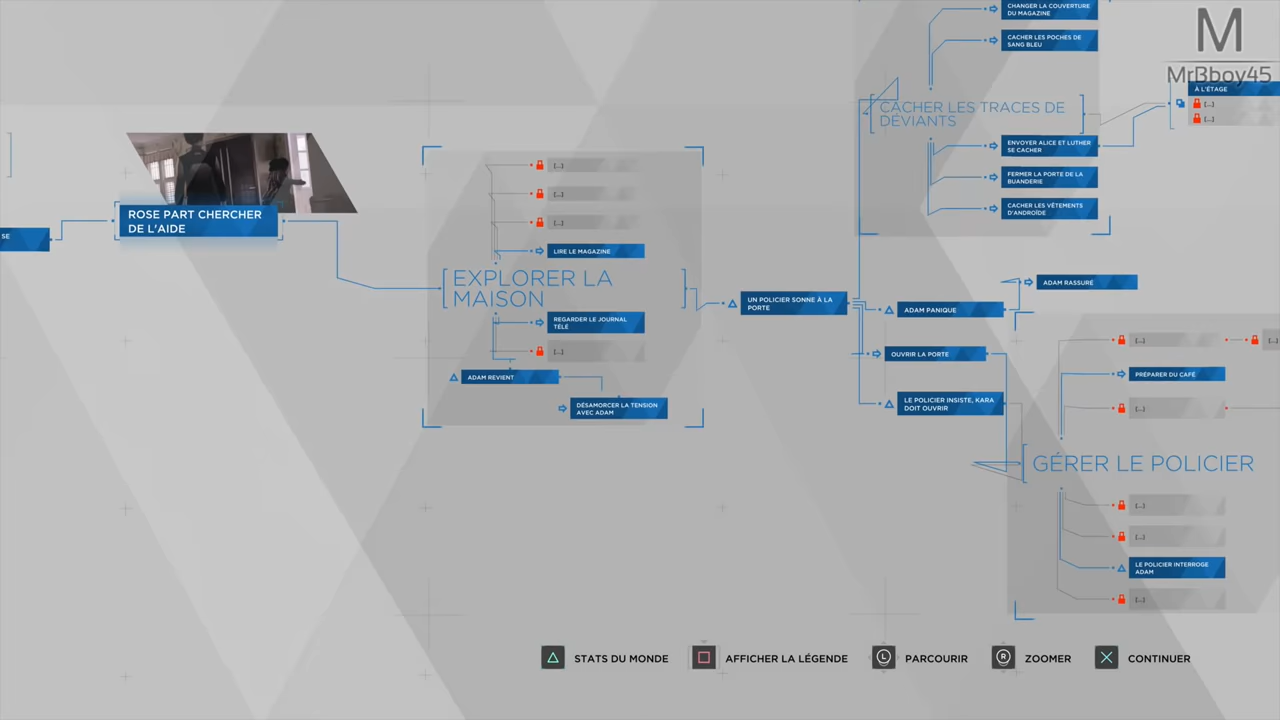 CHANGER LA COUVERTURE
DU MAGAZINE
CACHER LES POCHES DE
SANG BLEU
M
MrBboy45
CACHER LES TRACES DE
DÉVIANTS
À L'ÉTAGE
[...]
[...]
ENVOYER ALICE ET LUTHER
SE CACHER
FERMER LA PORTE DE LA
BUANDERIE
CACHER LES VÊTEMENTS
D'ANDROÏDE
SE
ROSE PART CHERCHER
DE L'AIDE
[...]
[...]
[...]
LIRE LE MAGAZINE
EXPLORER LA
MAISON
REGARDER LE JOURNAL
TÉLÉ
[...]
ADAM REVIENT
DÉSAMORCER LA TENSION
AVEC ADAM
UN POLICIER SONNE À LA
PORTE
ADAM RASSURÉ
ADAM PANIQUE
OUVRIR LA PORTE
LE POLICIER INSISTE, KARA
DOIT OUVRIR
[...]
[...]
PRÉPARER DU CAFÉ
[...]
GÉRER LE POLICIER
[...]
[...]
LE POLICIER INTERROGE
ADAM
[...]
STATS DU MONDE
AFFICHER LA LÉGENDE
L
PARCOURIR
R
ZOOMER
CONTINUER